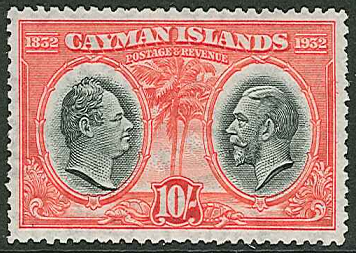 1832 CAYMAN ISLANDS 1932
POSTAGE & REVENUE
10/-